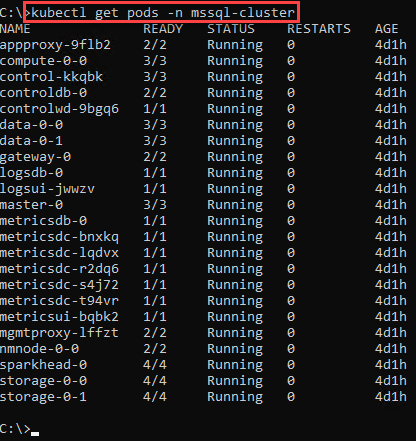 C:\>kubectl get pods -n mssql-cluster
NAME READY STATUS RESTARTS AGE
appproxy-9flb2 2/2 Running 0 4d1h
compute-0-0 3/3 Running 0 4d1h
control-kkqbk 3/3 Running 0 4d1h
controldb-0 2/2 Running 0 4d1h
controlwd-9bgq6 1/1 Running 0 4d1h
data-0-0 3/3 Running 0 4d1h
data-0-1 3/3 Running 0 4d1h
gateway-0 2/2 Running 0 4d1h
logsdb-0 1/1 Running 0 4d1h
logsui-jwwzv 1/1 Running 0 4d1h
master-0 3/3 Running 0 4d1h
metricsdb-0 1/1 Running 0 4d1h
metricsdc-bnxkq 1/1 Running 0 4d1h
metricsdc-lqdvx 1/1 Running 0 4d1h
metricsdc-r2dq6 1/1 Running 0 4d1h
metricsdc-s4j72 1/1 Running 0 4d1h
metricsdc-t94vr 1/1 Running 0 4d1h
metricsui-bqbk2 1/1 Running 0 4d1h
mgmtproxy-lffzt 2/2 Running 0 4d1h
nmnode-0-0 2/2 Running 0 4d1h
sparkhead-0 4/4 Running 0 4d1h
storage-0-0 4/4 Running 0 4d1h
storage-0-1 4/4 Running 0 4d1h
C:\>